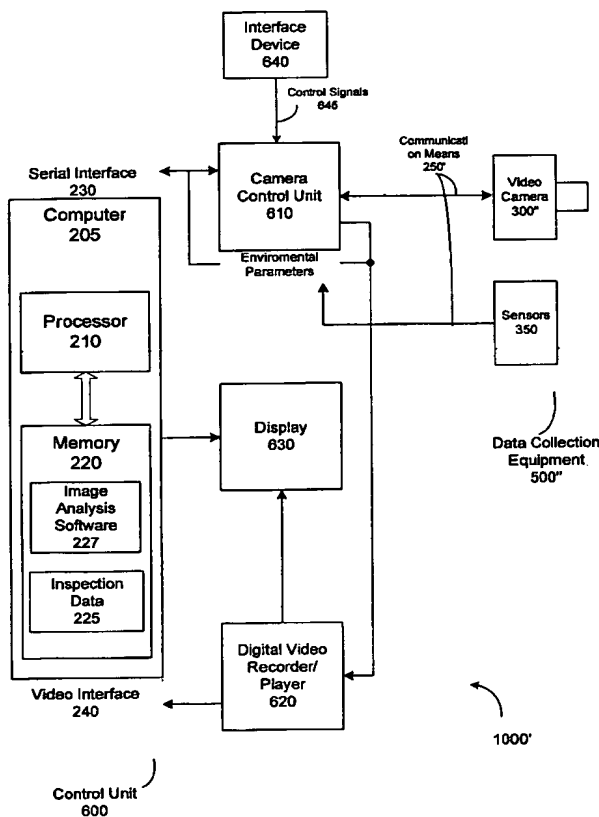 Interface
Device
640
Control Signals
645
Communicati
on Means
250'
Serial Interface
230
Camera
Control Unit
610
Video
Camera
300"
Computer
205
Enviromental
Parameters
Processor
210
Sensors
350
Display
630
Memory
220
Data Collection
Equipment
500"
Image
Analysis
Software
227
Inspection
Data
225
Digital Video
Recorder/
Player
620
Video Interface
240
1000'
Control Unit
600